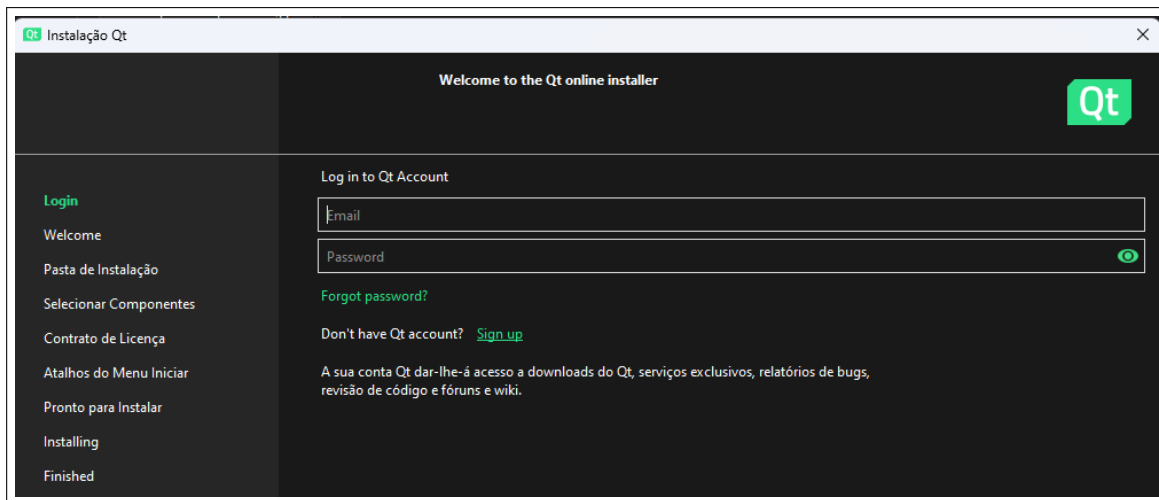 Qt Instalação Qt
Welcome to the Qt online installer
Qt
Log in to Qt Account
Login
Email
Welcome
Password
Pasta de Instalação
Forgot password?
Selecionar Componentes
Don't have Qt account? Sign up
Contrato de Licença
Atalhos do Menu Iniciar
A sua conta Qt dar-lhe-á acesso a downloads do Qt, serviços exclusivos, relatórios de bugs,
revisão de código e fóruns e wiki.
Pronto para Instalar
Installing
Finished